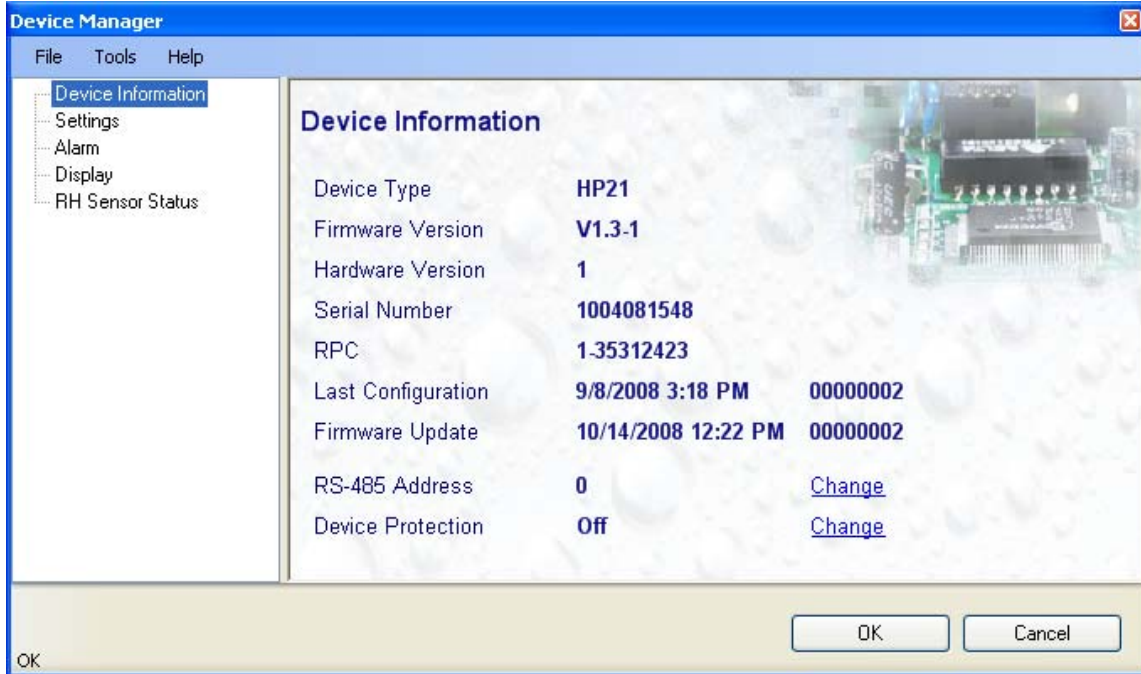 Device Manager
File Tools Help
Device Information
Settings
Alarm
Display
RH Sensor Status
Device Information
Device Type HP21
Firmware Version V1.3-1
Hardware Version 1
Serial Number 1004081548
RPC 1-35312423
Last Configuration 9/8/2008 3:18 PM 00000002
Firmware Update 10/14/2008 12:22 PM 00000002
RS-485 Address 0 Change
Device Protection Off Change
OK Cancel
OK